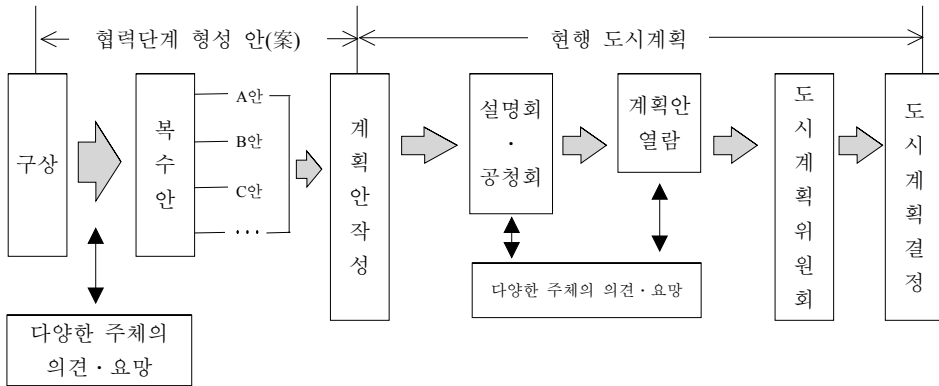 협력단계 형성 안(案)
현행 도시계획
구상
복수안
A안
B안
C안
···
계획안작성
설명회
·
공청회
계획안
열람
도시계획위원회
도시계획결정
다양한 주체의
의견·요망
다양한 주체의 의견·요망